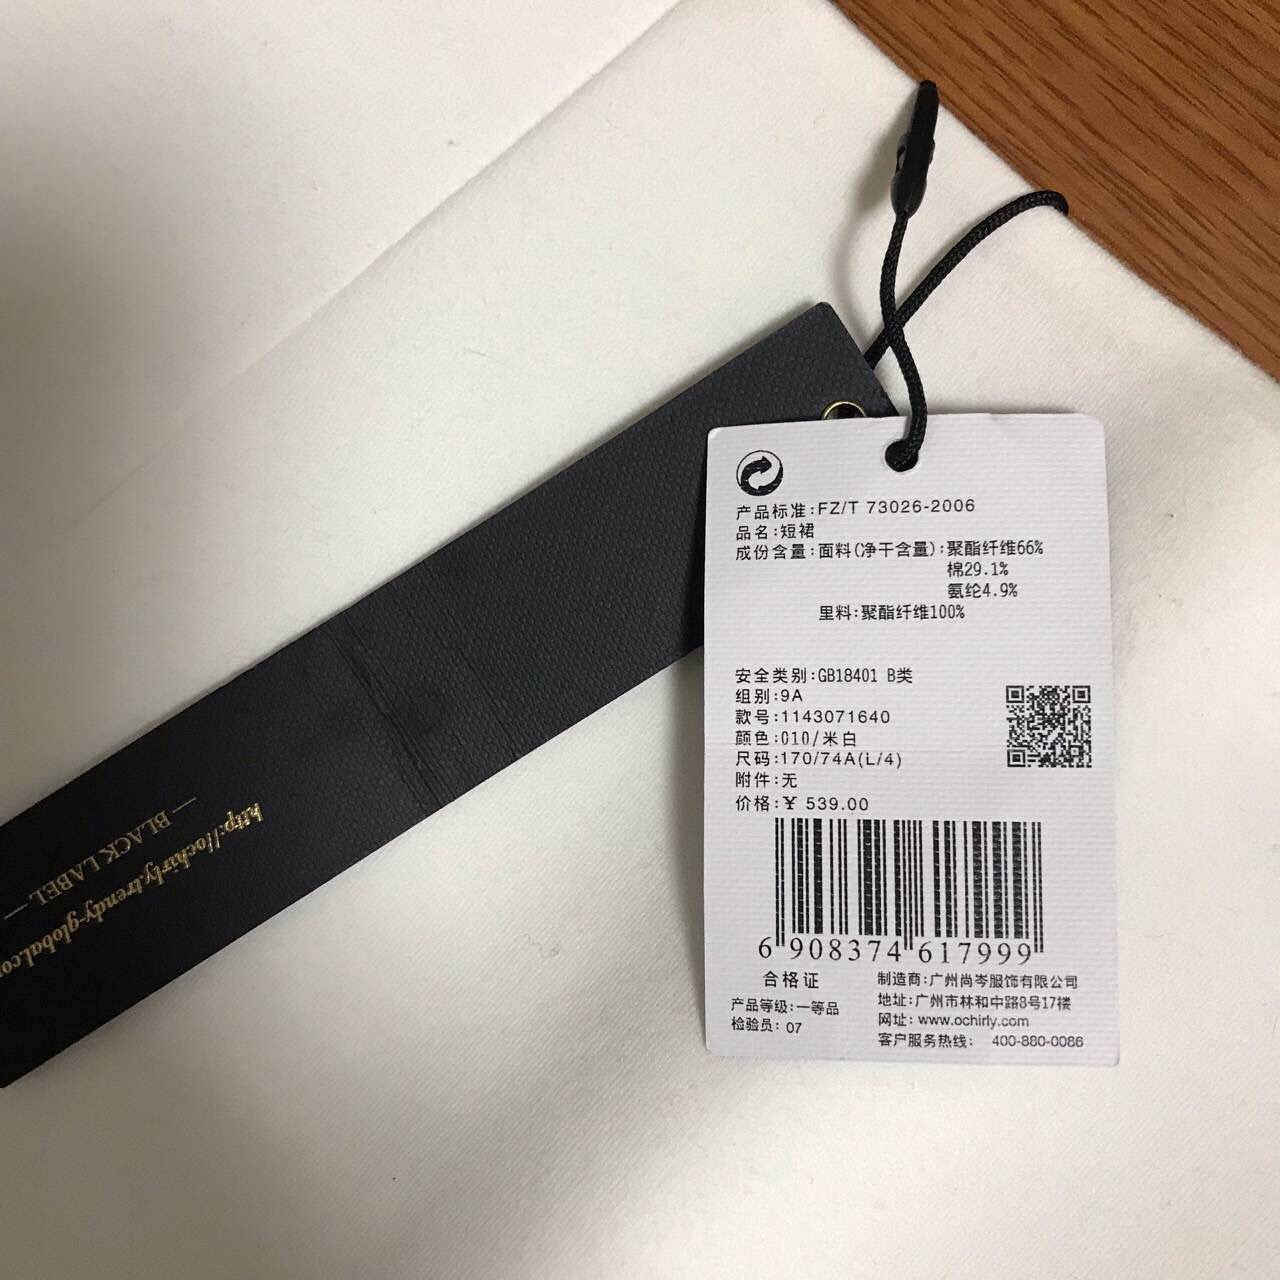 产品标准:FZ/T 73026-2006
品名:短裙
成份含量:面料(净干含量):聚酯纤维66%
棉29.1%
氨纶4.9%
里料:聚酯纤维100%
安全类别:GB18401 B类
组别:9A
款号:1143071640
颜色:010/米白
尺码:170/74A(L/4)
附件:无
价格:¥ 539.00
6 908374 617999
合格证
产品等级:一等品
检验员: 07
制造商:广州尚岑服饰有限公司
地址:广州市林和中路8号17楼
网址: www.ochirly.com
客户服务热线: 400-880-0086
http://ochirly.trendy-global.co
— BLACK LABEL —